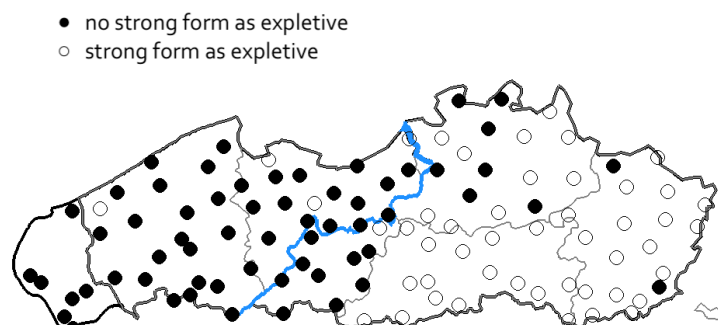 no strong form as expletive
strong form as expletive